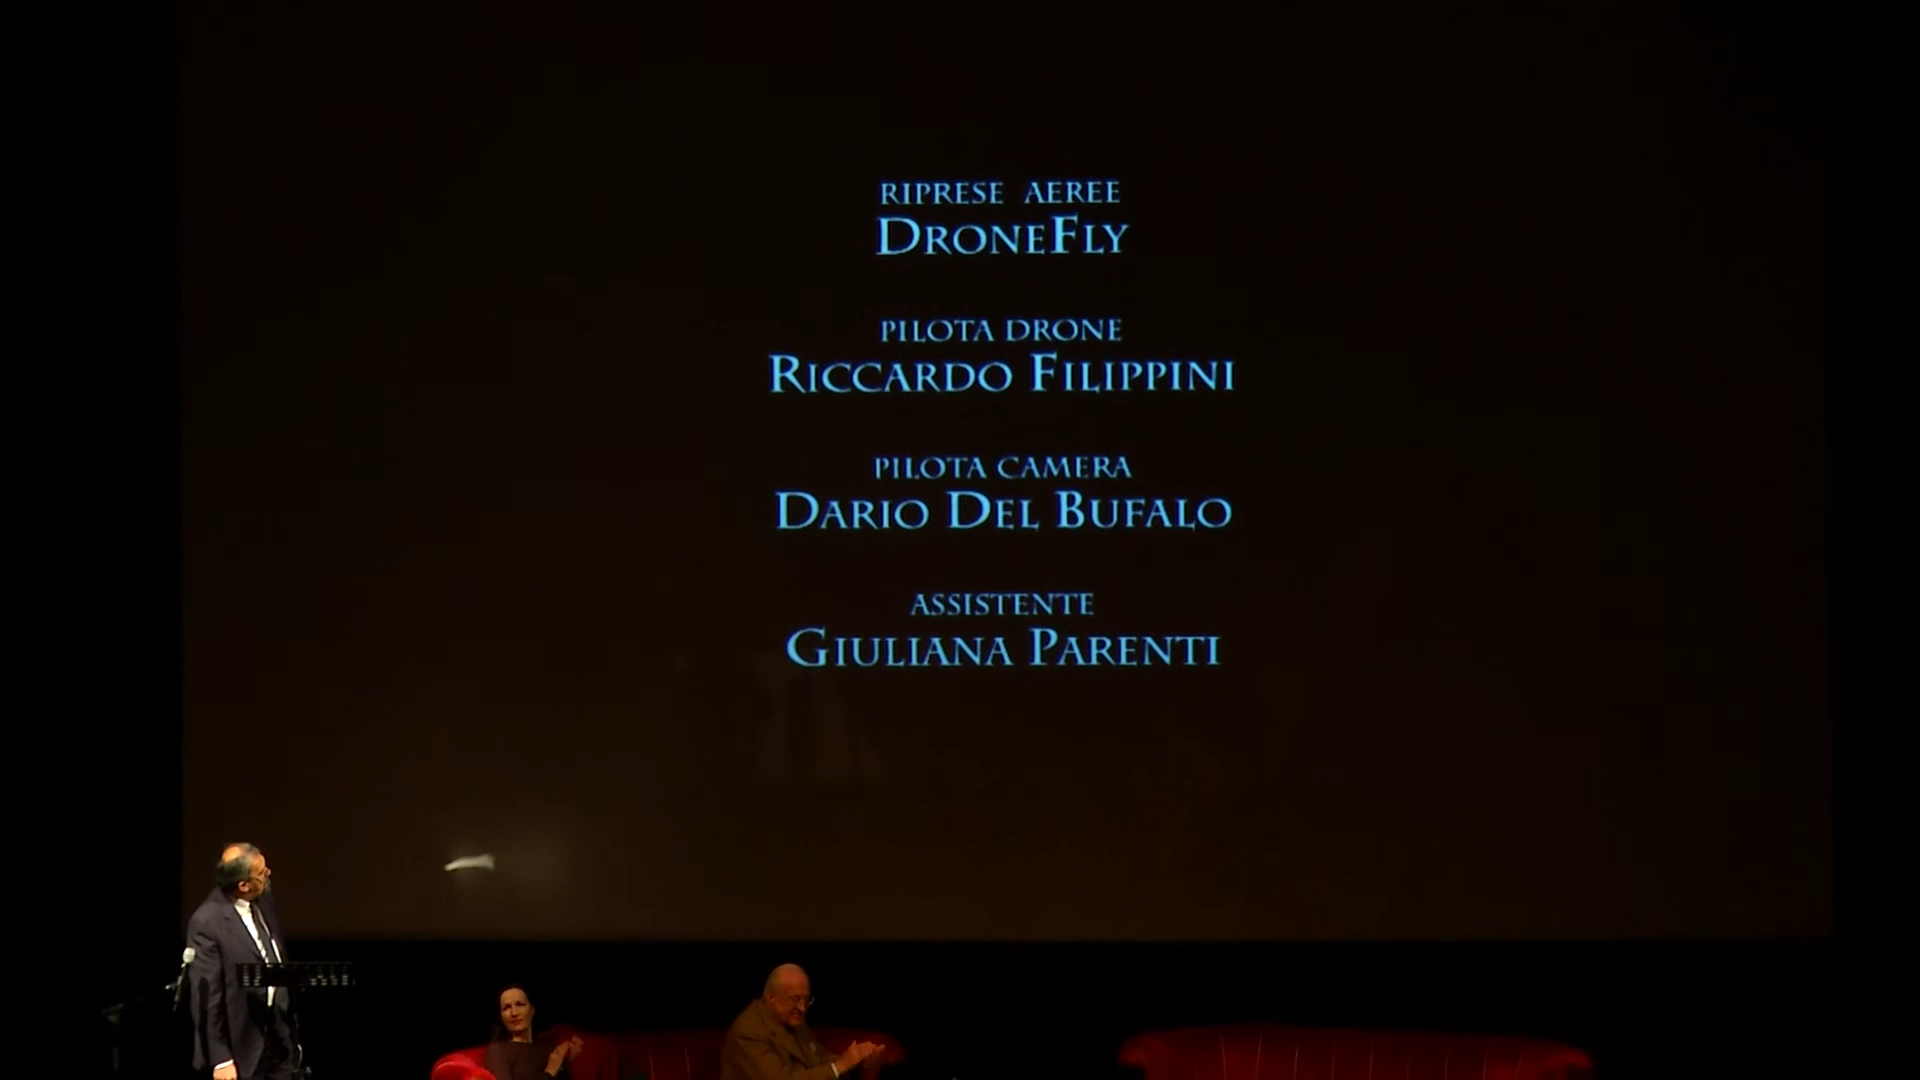 RIPRESE AEREE
DRONEFLY
PILOTA DRONE
RICCARDO FILIPPINI
PILOTA CAMERA
DARIO DEL BUFALO
ASSISTENTE
GIULIANA PARENTI